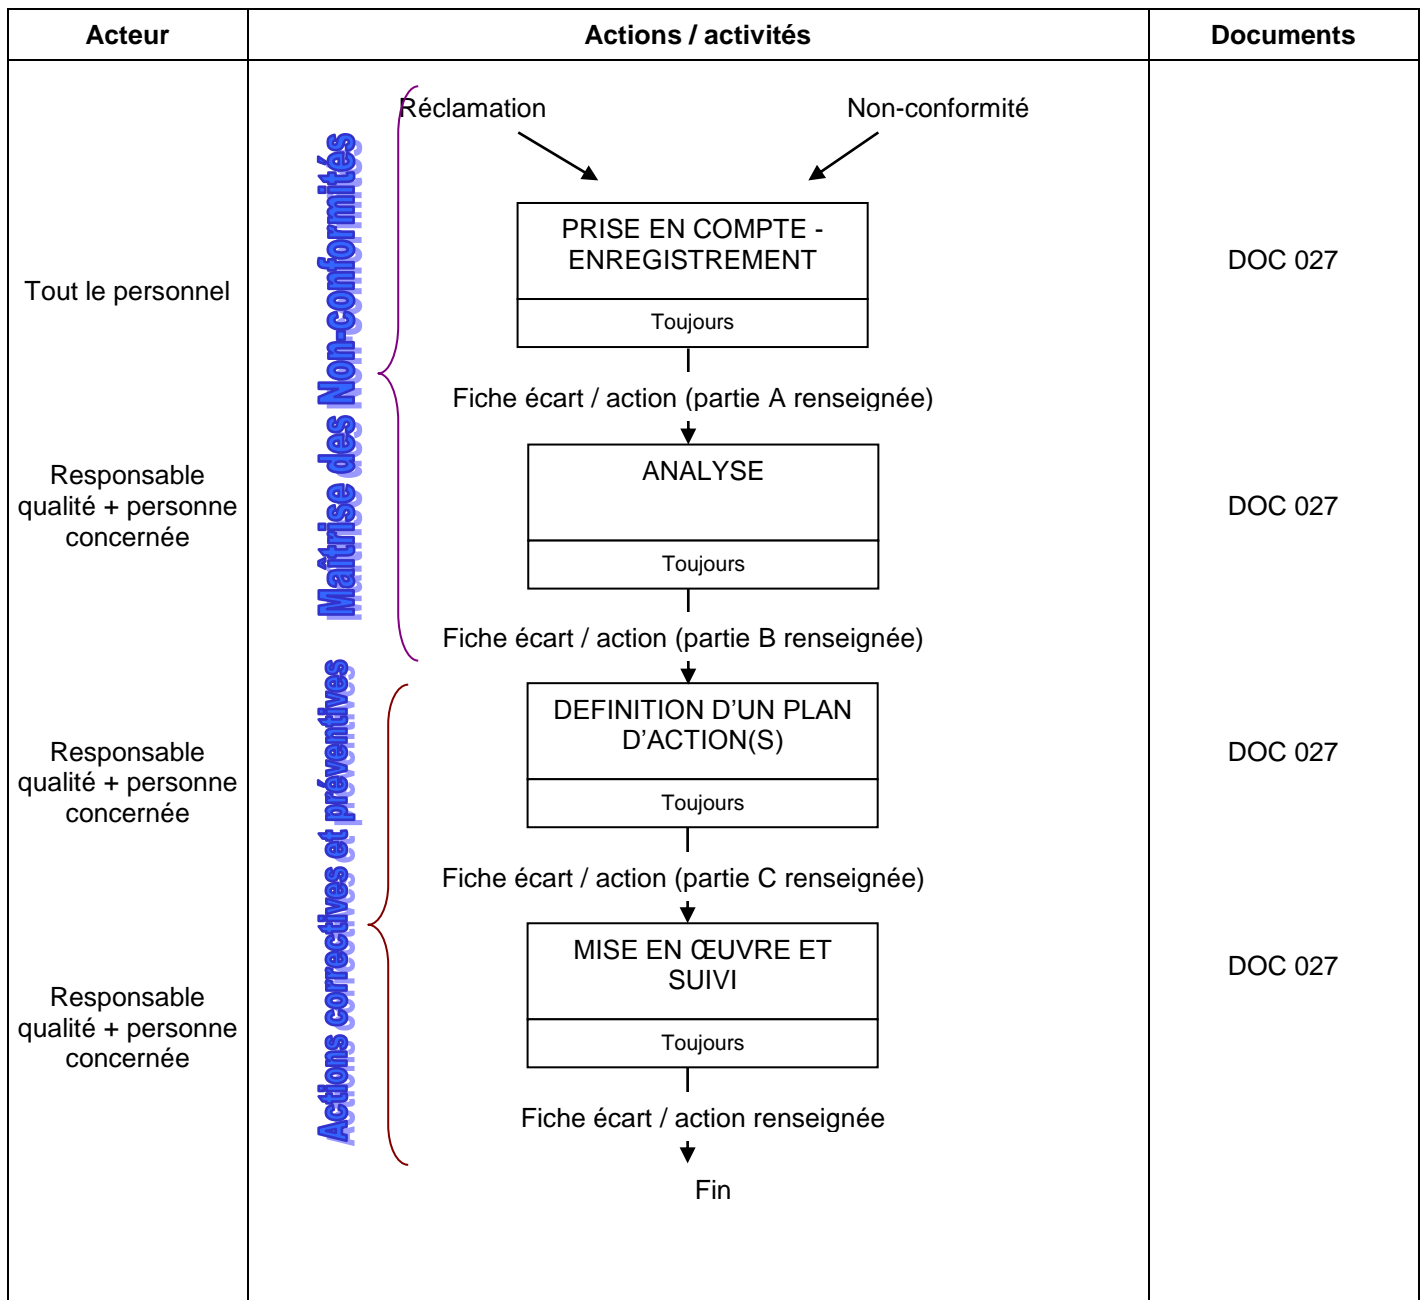 Acteur
Actions / activités
Documents
Réclamation
Non-conformité
Maîtrise des Non-conformités
PRISE EN COMPTE -
ENREGISTREMENT
Toujours
Tout le personnel
DOC 027
Fiche écart / action (partie A renseignée)
Responsable
qualité + personne
concernée
ANALYSE
Toujours
DOC 027
Fiche écart / action (partie B renseignée)
Actions correctives et préventives
Responsable
qualité + personne
concernée
DEFINITION D'UN PLAN
D'ACTION(S)
Toujours
DOC 027
Fiche écart / action (partie C renseignée)
Responsable
qualité + personne
concernée
MISE EN ŒUVRE ET
SUIVI
Toujours
DOC 027
Fiche écart / action renseignée
Fin